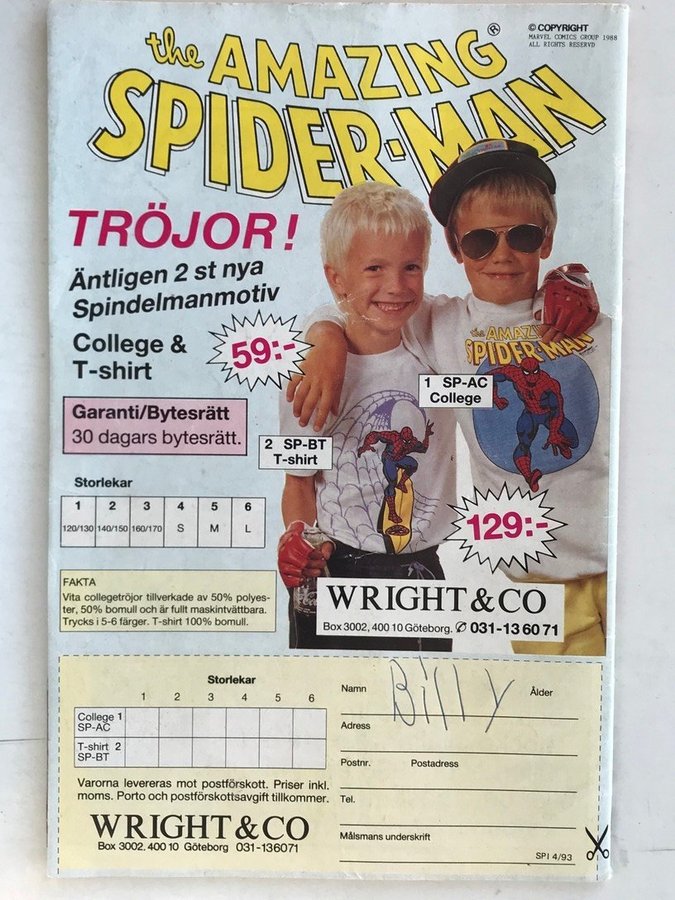 the AMAZING®
SPIDER-MAN
© COPYRIGHT
MARVEL COMICS GROUP 1988
ALL RIGHTS RESERVD
TRÖJOR!
Äntligen 2 st nya
Spindelmanmotiv
College &
T-shirt
59:-
Garanti/Bytesrätt
30 dagars bytesrätt.
the AMAZI
SPIDER-MAN
1 SP-AC
College
2 SP-BT
T-shirt
129:-
Storlekar
1 2 3 4 5 6
120/130 140/150 160/170 S M L
FAKTA
Vita collegetröjor tillverkade av 50% polyes-
ter, 50% bomull och är fullt maskintvättbara.
Trycks i 5-6 färger. T-shirt 100% bomull.
WRIGHT & CO
Box 3002, 400 10 Göteborg. ✆ 031-13 60 71
Storlekar
1 2 3 4 5 6
College 1
SP-AC
T-shirt 2
SP-BT
Varorna levereras mot postförskott. Priser inkl.
moms. Porto och postförskottsavgift tillkommer.
WRIGHT & CO
Box 3002, 400 10 Göteborg 031-136071
Namn Billy Ålder
Adress
Postnr. Postadress
Tel.
Målsmans underskrift
SPI 4/93